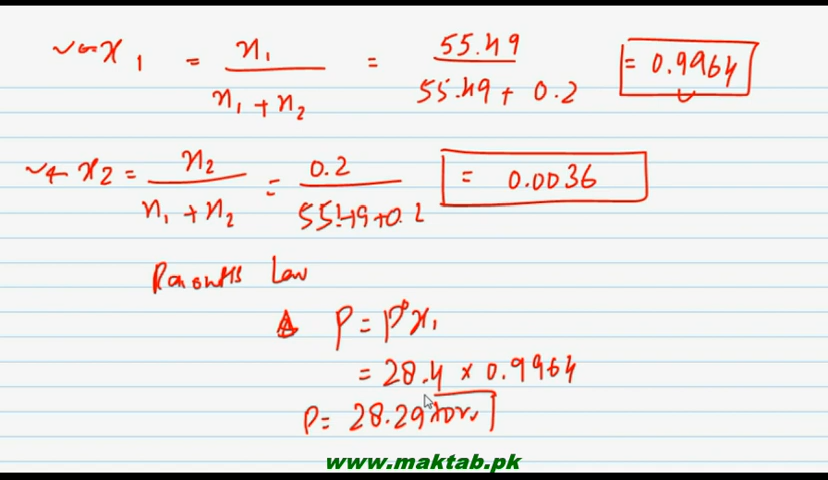 x₁ = n₁ / (n₁ + n₂) = 55.49 / (55.49 + 0.2) = 0.9964
x₂ = n₂ / (n₁ + n₂) = 0.2 / (55.49 + 0.2) = 0.0036
Raoults Law
P = P°x₁
= 28.4 × 0.9964
P = 28.29 torr
www.maktab.pk